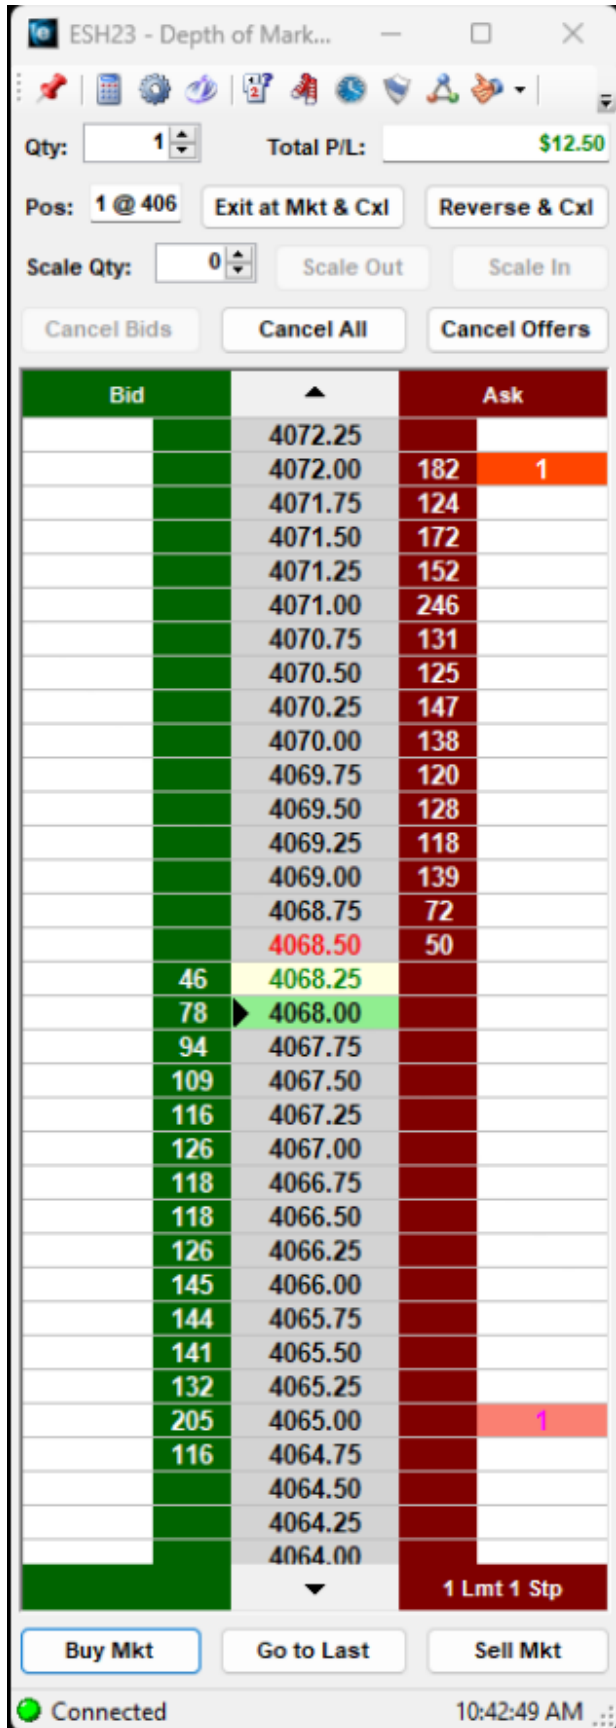 ESH23 - Depth of Mark...
Qty: 1 Total P/L: $12.50
Pos: 1 @ 406 Exit at Mkt & Cxl Reverse & Cxl
Scale Qty: 0 Scale Out Scale In
Cancel Bids Cancel All Cancel Offers
Bid Ask
4072.25
4072.00 182 1
4071.75 124
4071.50 172
4071.25 152
4071.00 246
4070.75 131
4070.50 125
4070.25 147
4070.00 138
4069.75 120
4069.50 128
4069.25 118
4069.00 139
4068.75 72
4068.50 50
46 4068.25
78 4068.00
94 4067.75
109 4067.50
116 4067.25
126 4067.00
118 4066.75
118 4066.50
126 4066.25
145 4066.00
144 4065.75
141 4065.50
132 4065.25
205 4065.00 1
116 4064.75
4064.50
4064.25
4064.00
1 Lmt 1 Stp
Buy Mkt Go to Last Sell Mkt
Connected 10:42:49 AM